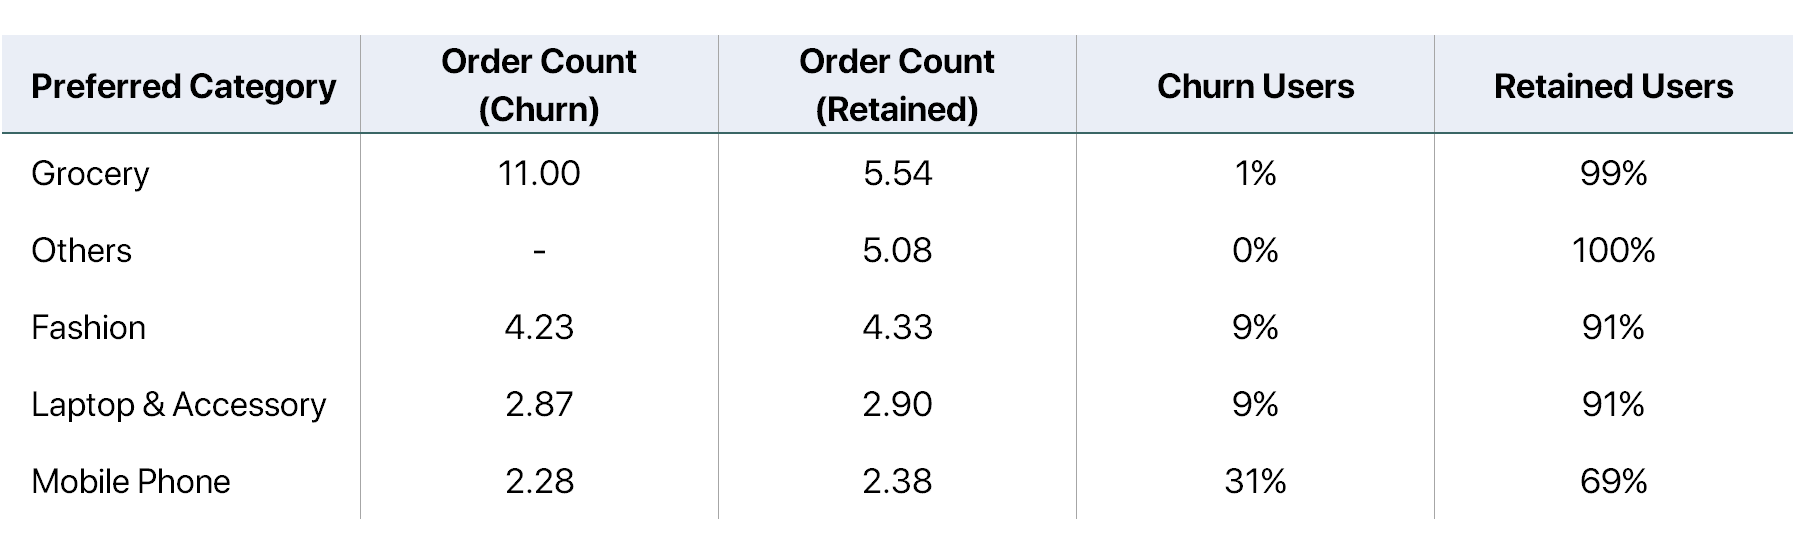 Preferred Category Order Count (Churn) Order Count (Retained) Churn Users Retained Users
Grocery 11.00 5.54 1% 99%
Others - 5.08 0% 100%
Fashion 4.23 4.33 9% 91%
Laptop & Accessory 2.87 2.90 9% 91%
Mobile Phone 2.28 2.38 31% 69%